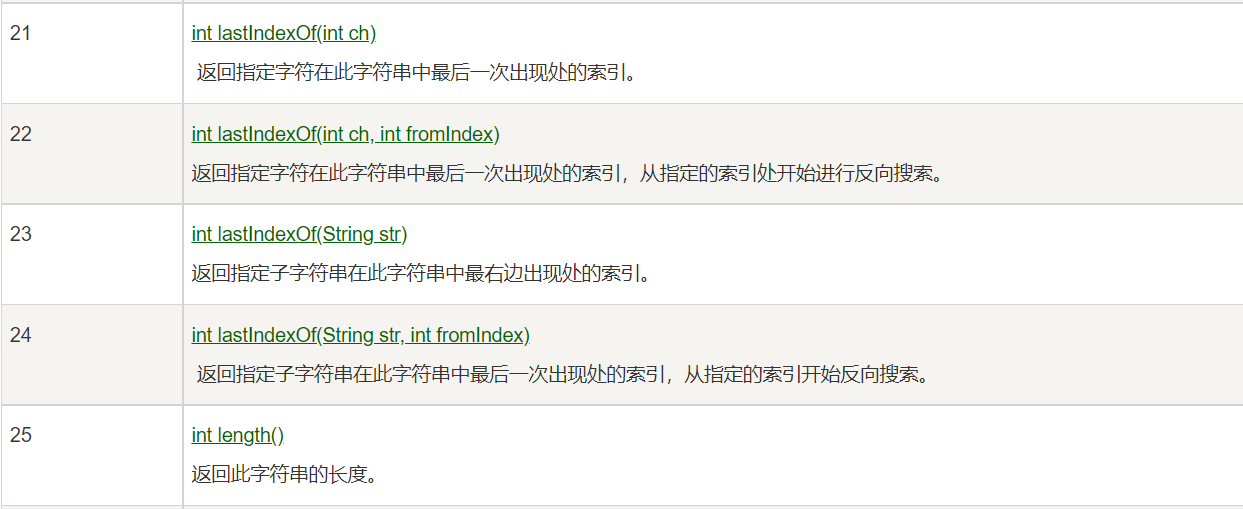 21
int lastIndexOf(int ch)
返回指定字符在此字符串中最后一次出现处的索引。
22
int lastIndexOf(int ch, int fromIndex)
返回指定字符在此字符串中最后一次出现处的索引，从指定的索引处开始进行反向搜索。
23
int lastIndexOf(String str)
返回指定子字符串在此字符串中最右边出现处的索引。
24
int lastIndexOf(String str, int fromIndex)
返回指定子字符串在此字符串中最后一次出现处的索引，从指定的索引开始反向搜索。
25
int length()
返回此字符串的长度。